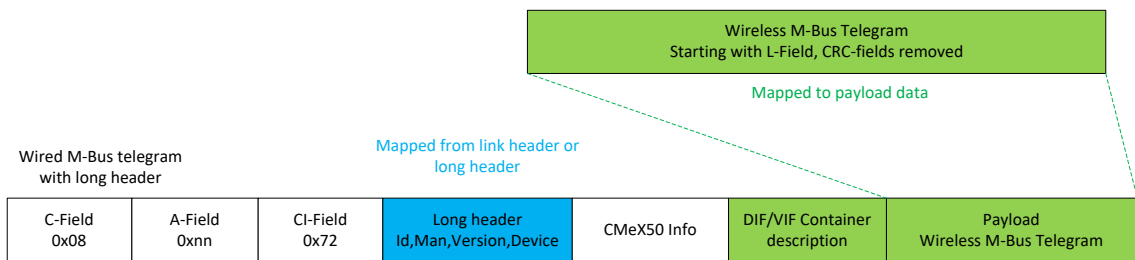 Wireless M-Bus Telegram
Starting with L-Field, CRC-fields removed
Mapped to payload data
Wired M-Bus telegram
with long header
Mapped from link header or
long header
C-Field
0x08
A-Field
0xnn
CI-Field
0x72
Long header
Id,Man,Version,Device
CMeX50 Info
DIF/VIF Container
description
Payload
Wireless M-Bus Telegram